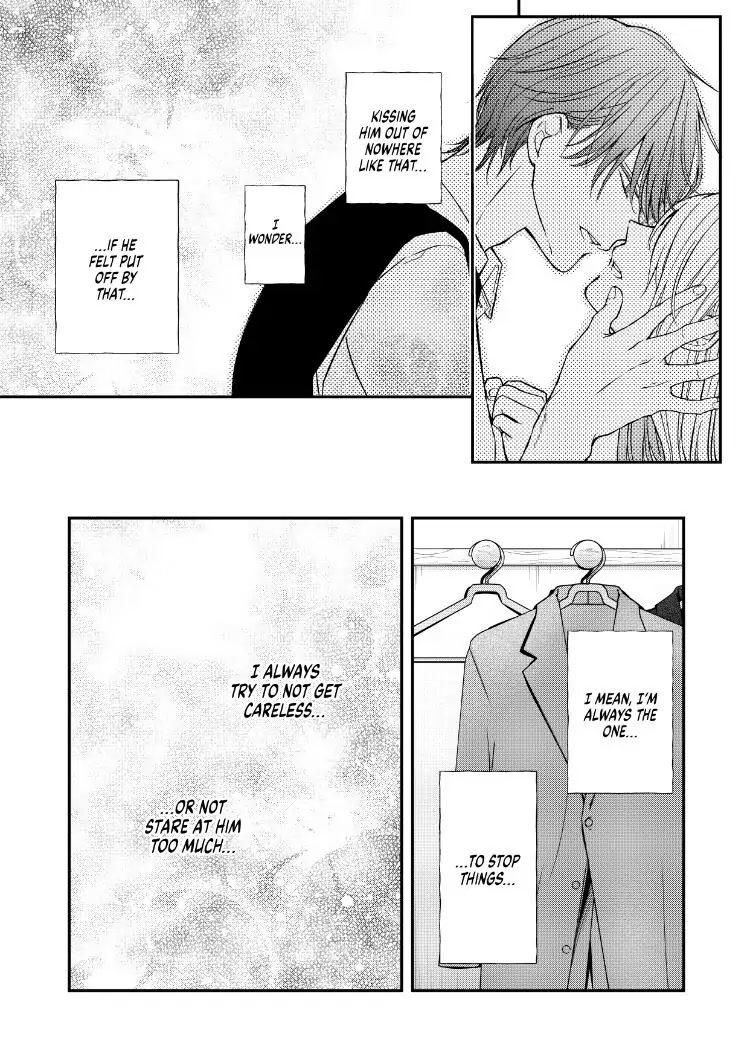 KISSING
HIM OUT OF
NOWHERE
LIKE THAT...
I
WONDER...
...IF HE
FELT PUT
OFF BY
THAT...
I MEAN, I'M
ALWAYS THE
ONE...
...TO STOP
THINGS...
I ALWAYS
TRY TO NOT GET
CARELESS...
...OR NOT
STARE AT HIM
TOO MUCH...